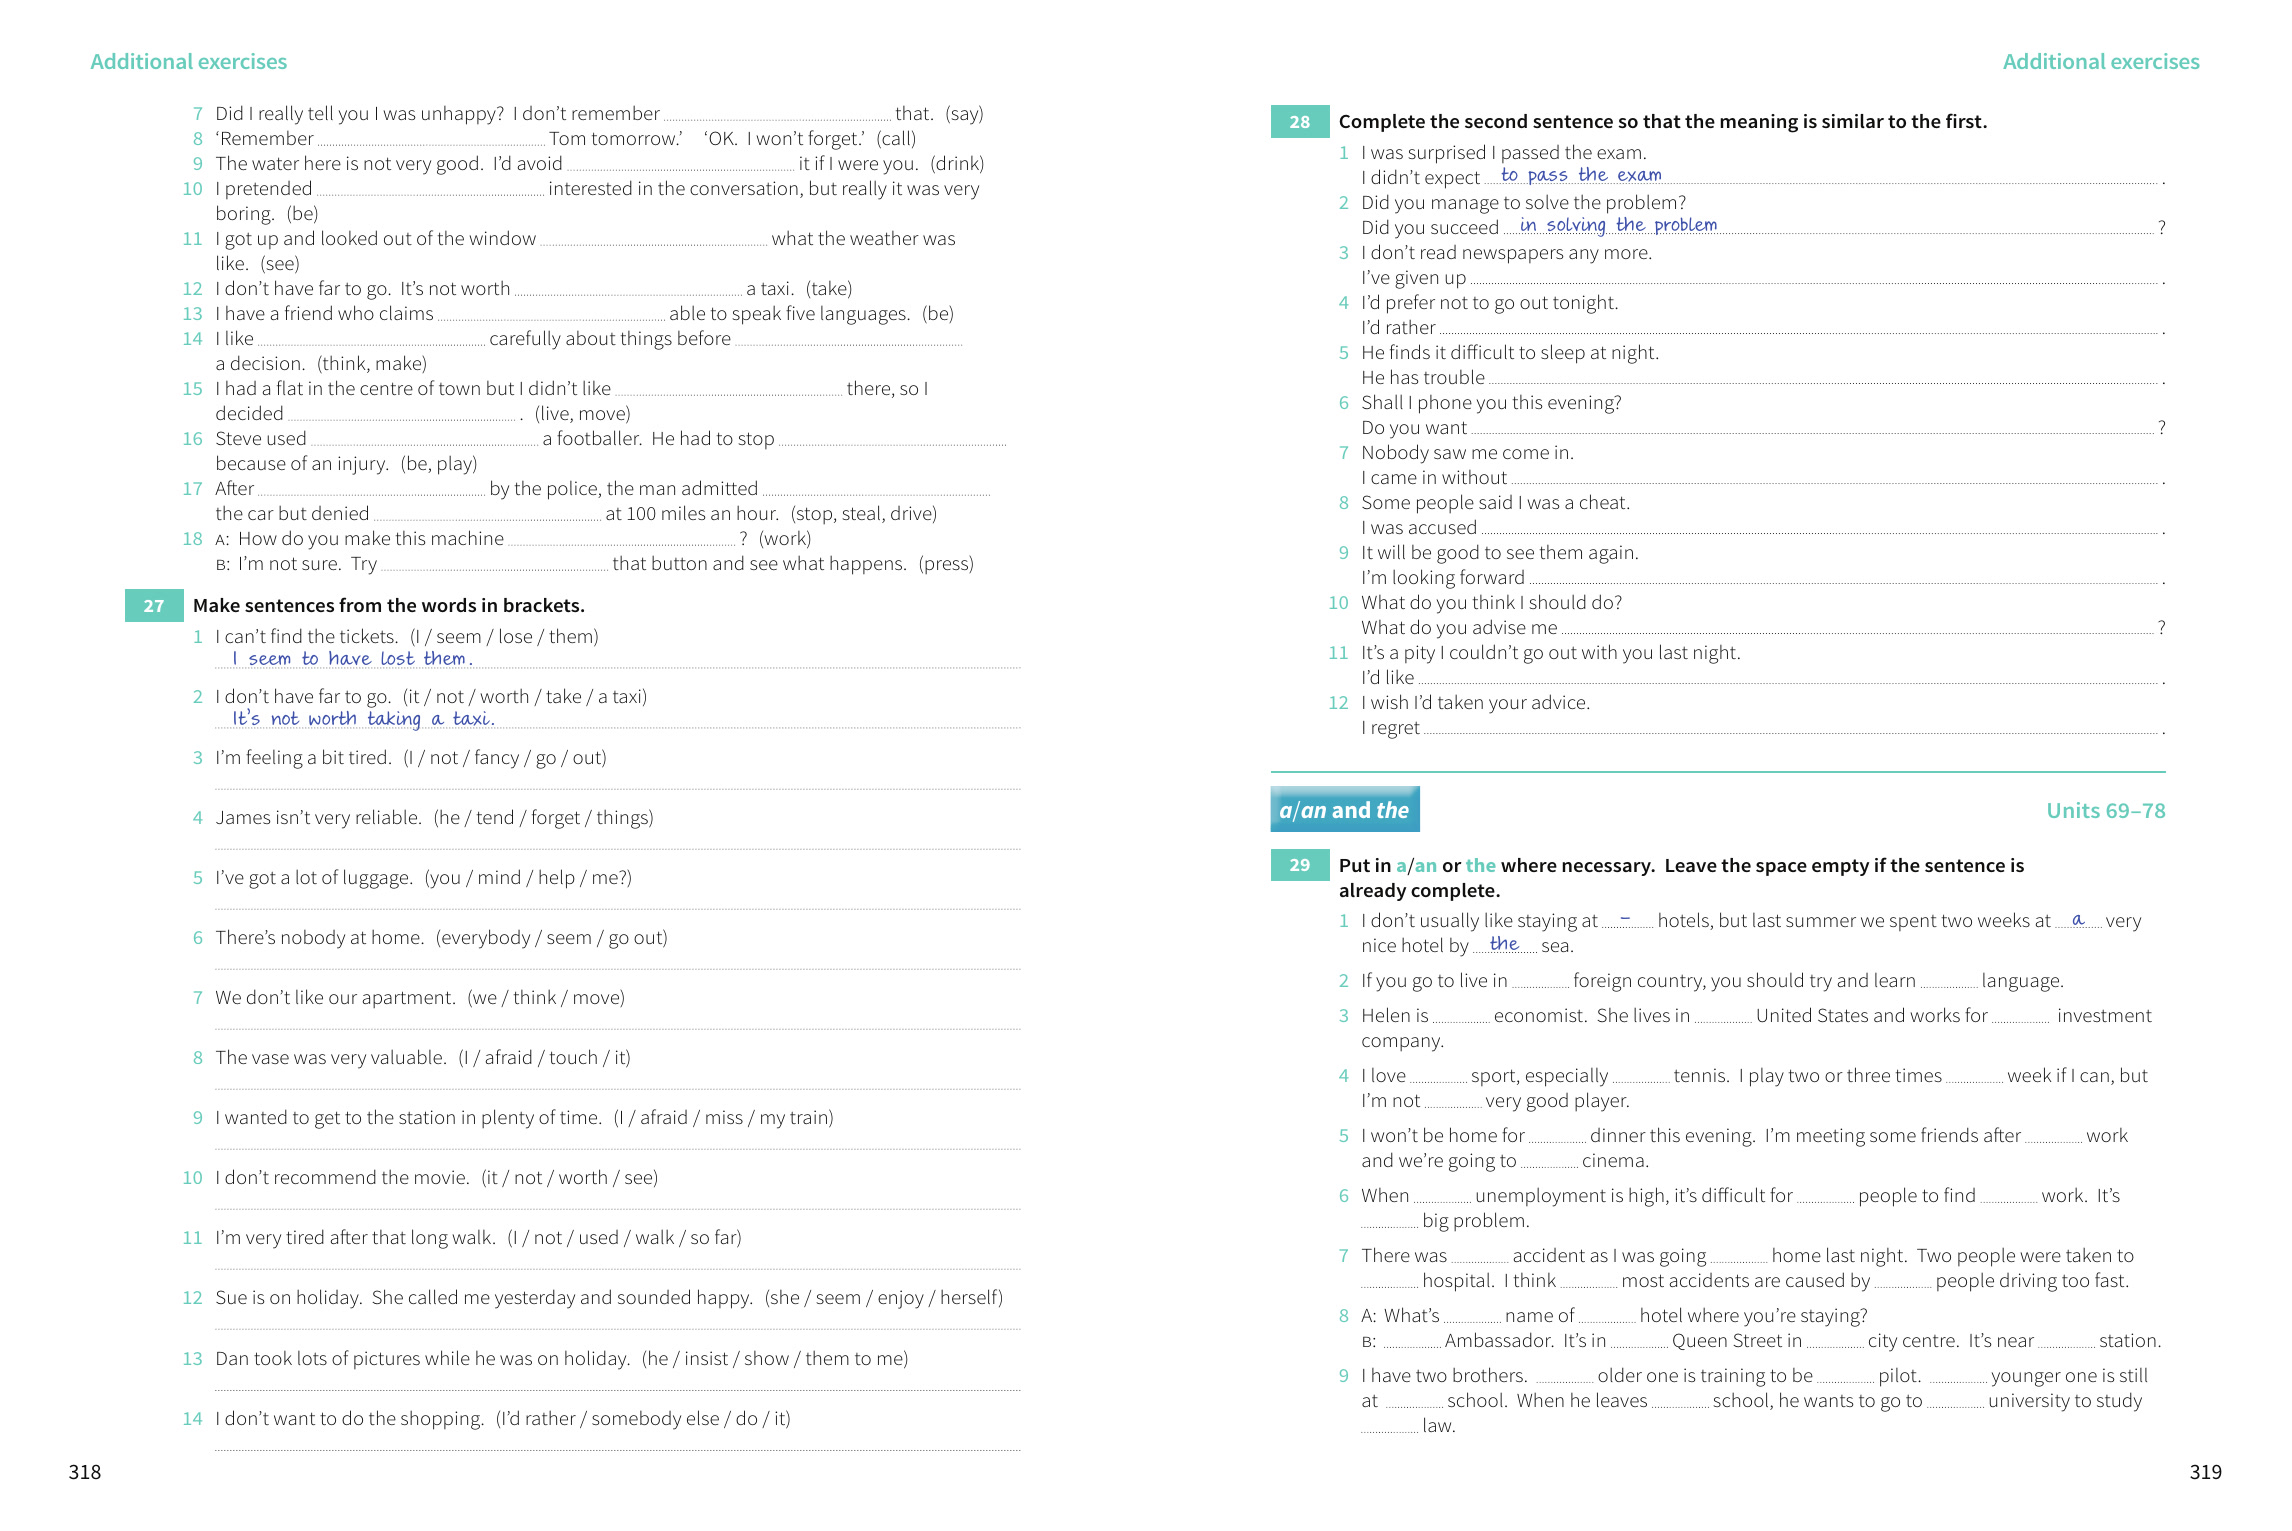 Additional exercises
7 Did I really tell you I was unhappy? I don’t remember ........ that. (say)
8 ‘Remember ........ Tom tomorrow.’ ‘OK. I won’t forget.’ (call)
9 The water here is not very good. I’d avoid ........ it if I were you. (drink)
10 I pretended ........ interested in the conversation, but really it was very
boring. (be)
11 I got up and looked out of the window ........ what the weather was
like. (see)
12 I don’t have far to go. It’s not worth ........ a taxi. (take)
13 I have a friend who claims ........ able to speak five languages. (be)
14 I like ........ carefully about things before ........
a decision. (think, make)
15 I had a flat in the centre of town but I didn’t like ........ there, so I
decided ........ . (live, move)
16 Steve used ........ a footballer. He had to stop ........
because of an injury. (be, play)
17 After ........ by the police, the man admitted ........
the car but denied ........ at 100 miles an hour. (stop, steal, drive)
18 A: How do you make this machine ........ ? (work)
B: I’m not sure. Try ........ that button and see what happens. (press)
27 Make sentences from the words in brackets.
1 I can’t find the tickets. (I / seem / lose / them)
I seem to have lost them.
2 I don’t have far to go. (it / not / worth / take / a taxi)
It’s not worth taking a taxi.
3 I’m feeling a bit tired. (I / not / fancy / go / out)
4 James isn’t very reliable. (he / tend / forget / things)
5 I’ve got a lot of luggage. (you / mind / help / me?)
6 There’s nobody at home. (everybody / seem / go out)
7 We don’t like our apartment. (we / think / move)
8 The vase was very valuable. (I / afraid / touch / it)
9 I wanted to get to the station in plenty of time. (I / afraid / miss / my train)
10 I don’t recommend the movie. (it / not / worth / see)
11 I’m very tired after that long walk. (I / not / used / walk / so far)
12 Sue is on holiday. She called me yesterday and sounded happy. (she / seem / enjoy / herself)
13 Dan took lots of pictures while he was on holiday. (he / insist / show / them to me)
14 I don’t want to do the shopping. (I’d rather / somebody else / do / it)
318
Additional exercises
28 Complete the second sentence so that the meaning is similar to the first.
1 I was surprised I passed the exam.
I didn’t expect to pass the exam .
2 Did you manage to solve the problem?
Did you succeed in solving the problem ?
3 I don’t read newspapers any more.
I’ve given up ........ .
4 I’d prefer not to go out tonight.
I’d rather ........ .
5 He finds it difficult to sleep at night.
He has trouble ........ .
6 Shall I phone you this evening?
Do you want ........ ?
7 Nobody saw me come in.
I came in without ........ .
8 Some people said I was a cheat.
I was accused ........ .
9 It will be good to see them again.
I’m looking forward ........ .
10 What do you think I should do?
What do you advise me ........ ?
11 It’s a pity I couldn’t go out with you last night.
I’d like ........ .
12 I wish I’d taken your advice.
I regret ........ .
a/an and the
Units 69–78
29 Put in a/an or the where necessary. Leave the space empty if the sentence is
already complete.
1 I don’t usually like staying at – hotels, but last summer we spent two weeks at a very
nice hotel by the sea.
2 If you go to live in ........ foreign country, you should try and learn ........ language.
3 Helen is ........ economist. She lives in ........ United States and works for ........ investment
company.
4 I love ........ sport, especially ........ tennis. I play two or three times ........ week if I can, but
I’m not ........ very good player.
5 I won’t be home for ........ dinner this evening. I’m meeting some friends after ........ work
and we’re going to ........ cinema.
6 When ........ unemployment is high, it’s difficult for ........ people to find ........ work. It’s
........ big problem.
7 There was ........ accident as I was going ........ home last night. Two people were taken to
........ hospital. I think ........ most accidents are caused by ........ people driving too fast.
8 A: What’s ........ name of ........ hotel where you’re staying?
B: ........ Ambassador. It’s in ........ Queen Street in ........ city centre. It’s near ........ station.
9 I have two brothers. ........ older one is training to be ........ pilot. ........ younger one is still
at ........ school. When he leaves ........ school, he wants to go to ........ university to study
........ law.
319